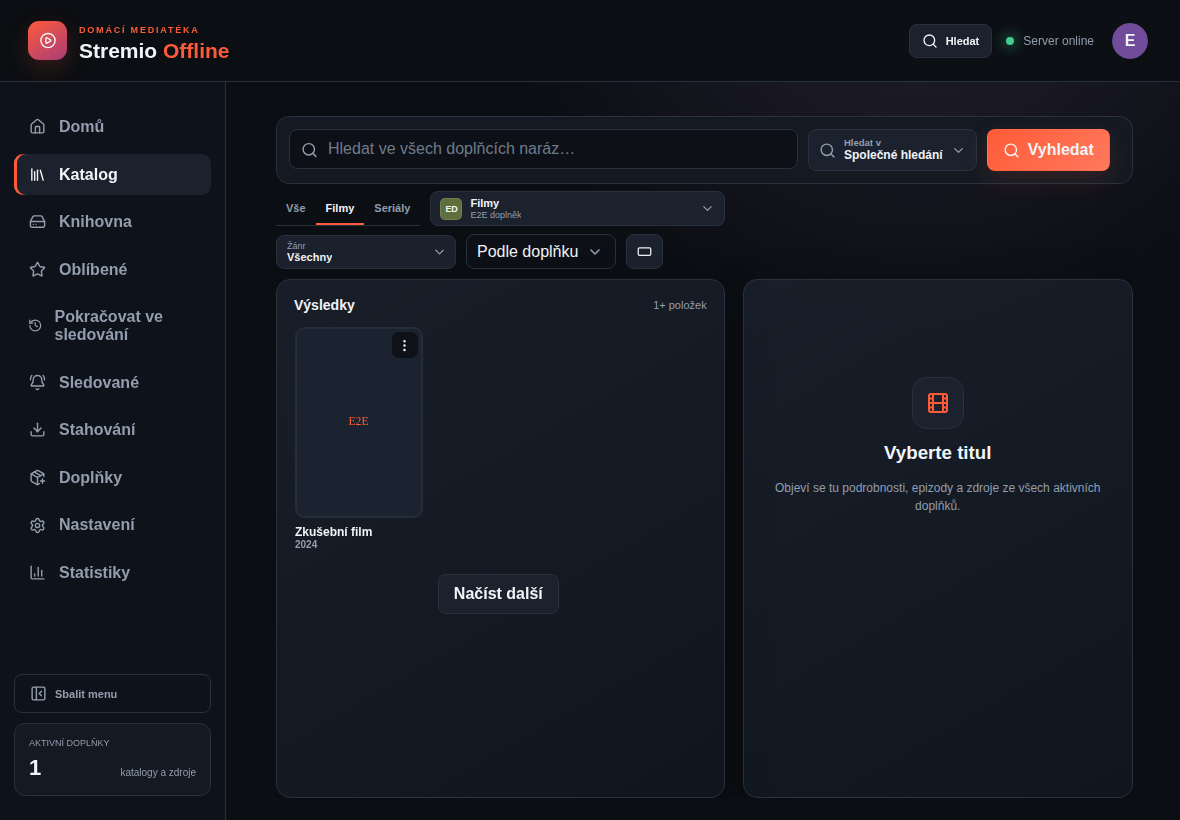 DOMÁCÍ MEDIATÉKA
Stremio Offline
Hledat
Server online
E
Domů
Katalog
Knihovna
Oblíbené
Pokračovat ve
sledování
Sledované
Stahování
Doplňky
Nastavení
Statistiky
Sbalit menu
AKTIVNÍ DOPLŇKY
1
katalogy a zdroje
Hledat ve všech doplňcích naráz…
Hledat v
Společné hledání
Vyhledat
Vše
Filmy
Seriály
ED
Filmy
E2E doplněk
Žánr
Všechny
Podle doplňku
Výsledky
1+ položek
E2E
Zkušební film
2024
Načíst další
Vyberte titul
Objeví se tu podrobnosti, epizody a zdroje ze všech aktivních
doplňků.